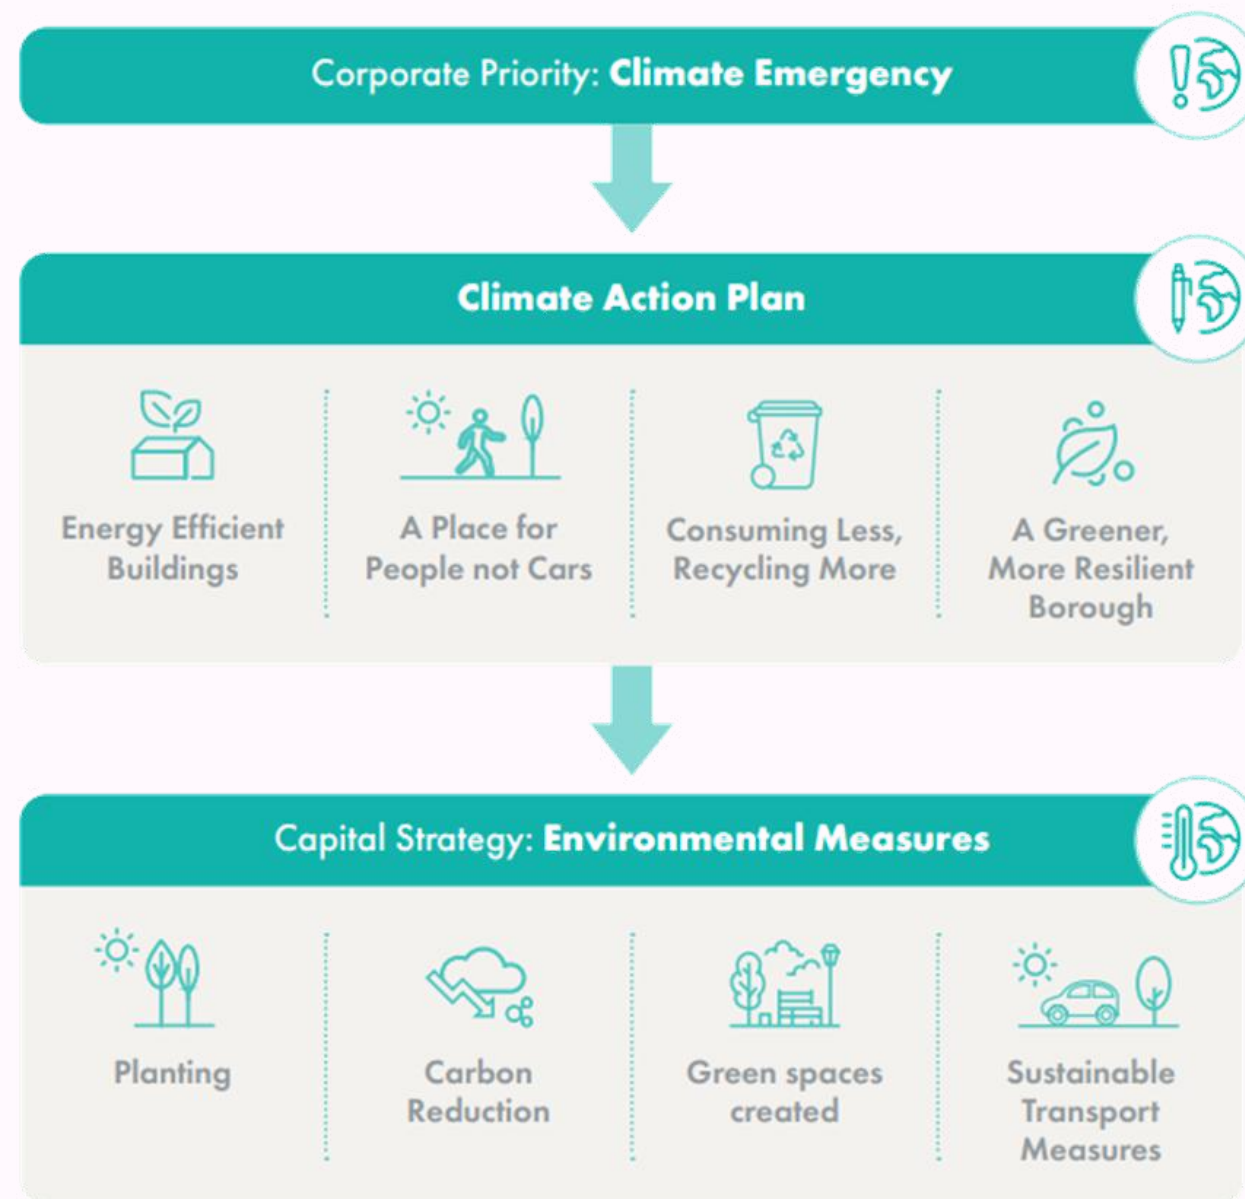 Corporate Priority: Climate Emergency
Climate Action Plan
Energy Efficient
Buildings
A Place for
People not Cars
Consuming Less,
Recycling More
A Greener,
More Resilient
Borough
Capital Strategy: Environmental Measures
Planting
Carbon
Reduction
Green spaces
created
Sustainable
Transport
Measures